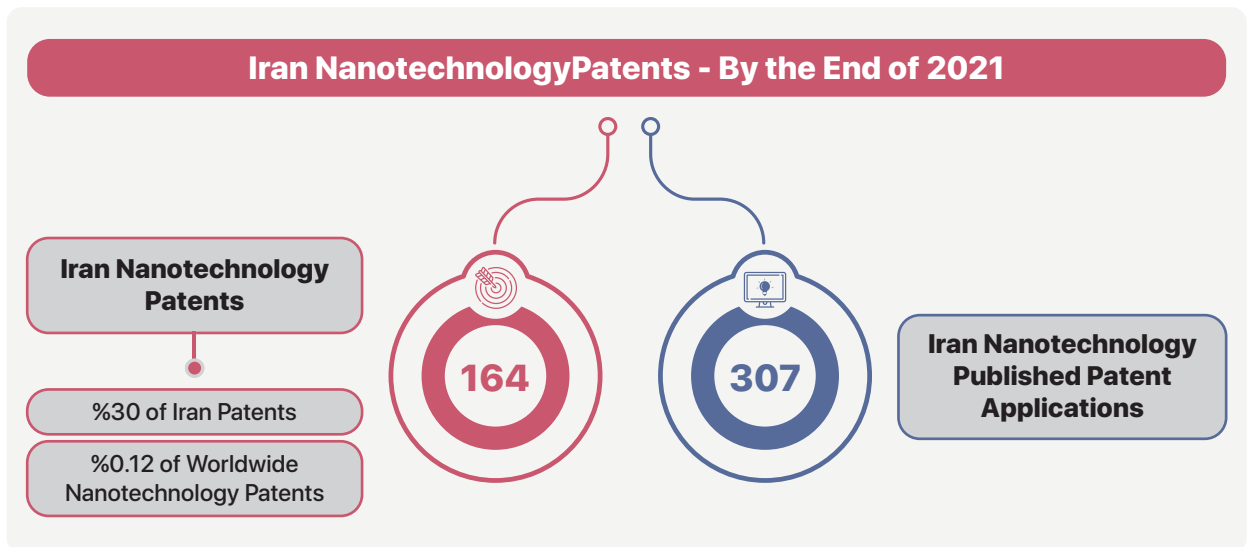 Iran NanotechnologyPatents - By the End of 2021
Iran Nanotechnology
Patents
%30 of Iran Patents
%0.12 of Worldwide
Nanotechnology Patents
164
307
Iran Nanotechnology
Published Patent
Applications